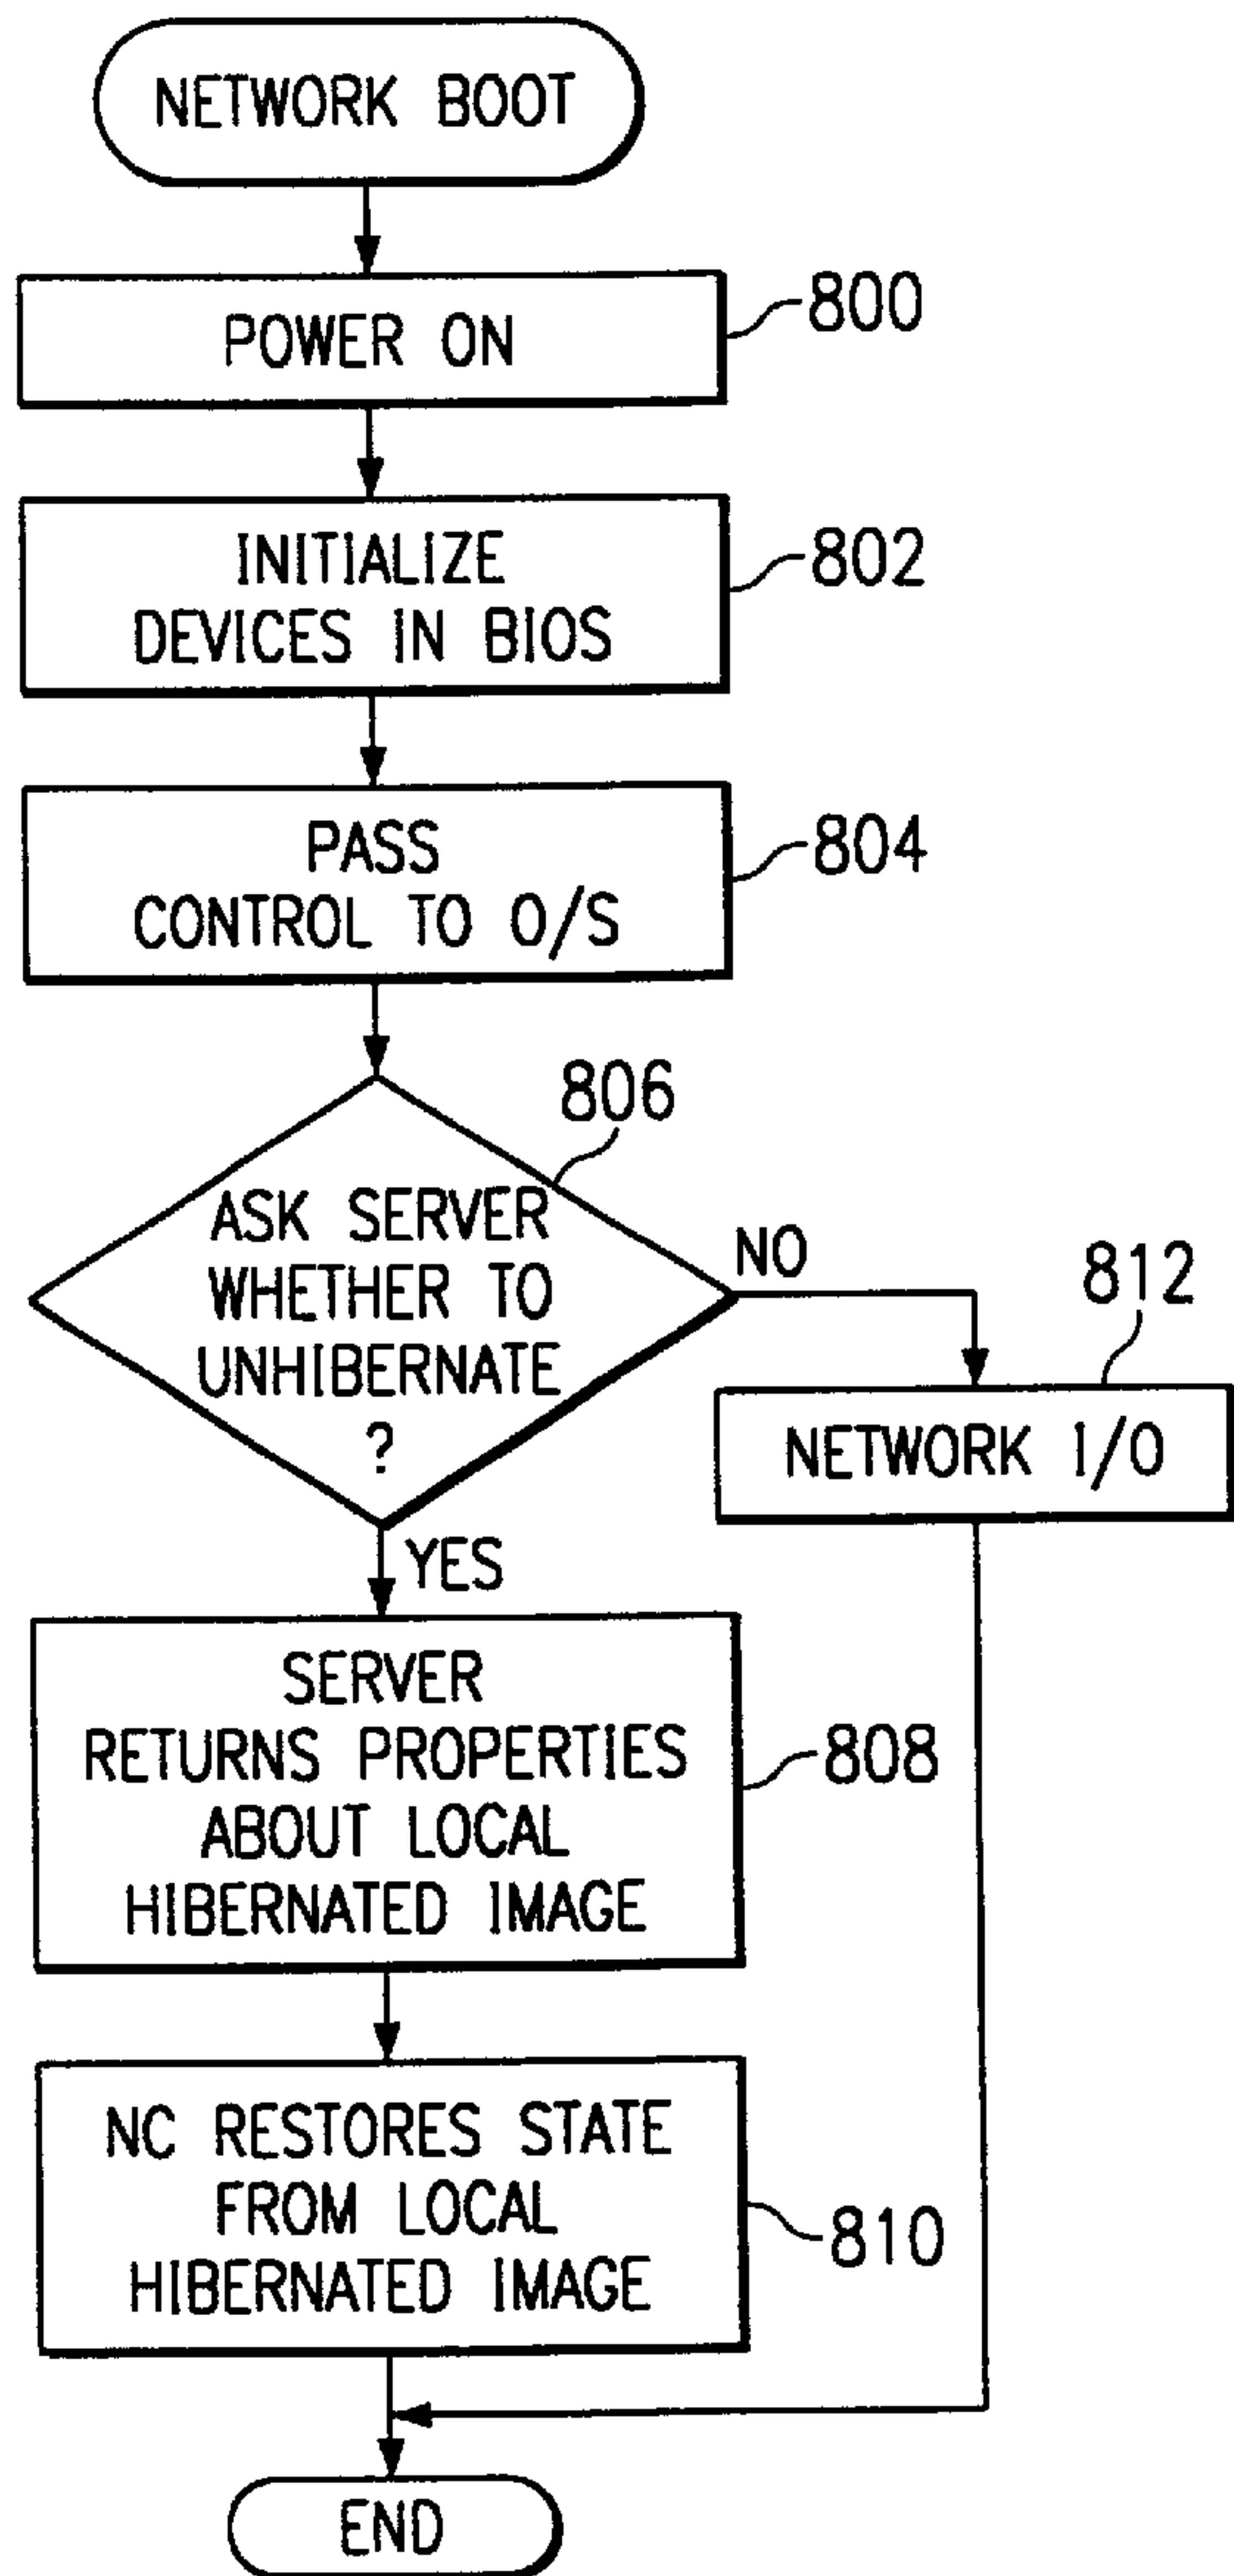 NETWORK BOOT
POWER ON
800
INITIALIZE
DEVICES IN BIOS
802
PASS
CONTROL TO O/S
804
806
ASK SERVER
WHETHER TO
UNHIBERNATE
?
NO
812
NETWORK I/O
YES
SERVER
RETURNS PROPERTIES
ABOUT LOCAL
HIBERNATED IMAGE
808
NC RESTORES STATE
FROM LOCAL
HIBERNATED IMAGE
810
END